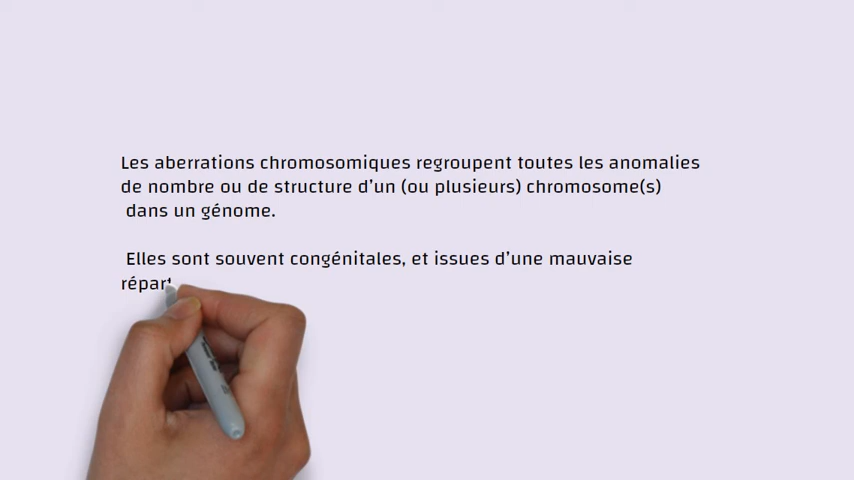 Les aberrations chromosomiques regroupent toutes les anomalies
de nombre ou de structure d'un (ou plusieurs) chromosome(s)
dans un génome.
Elles sont souvent congénitales, et issues d'une mauvaise
répart